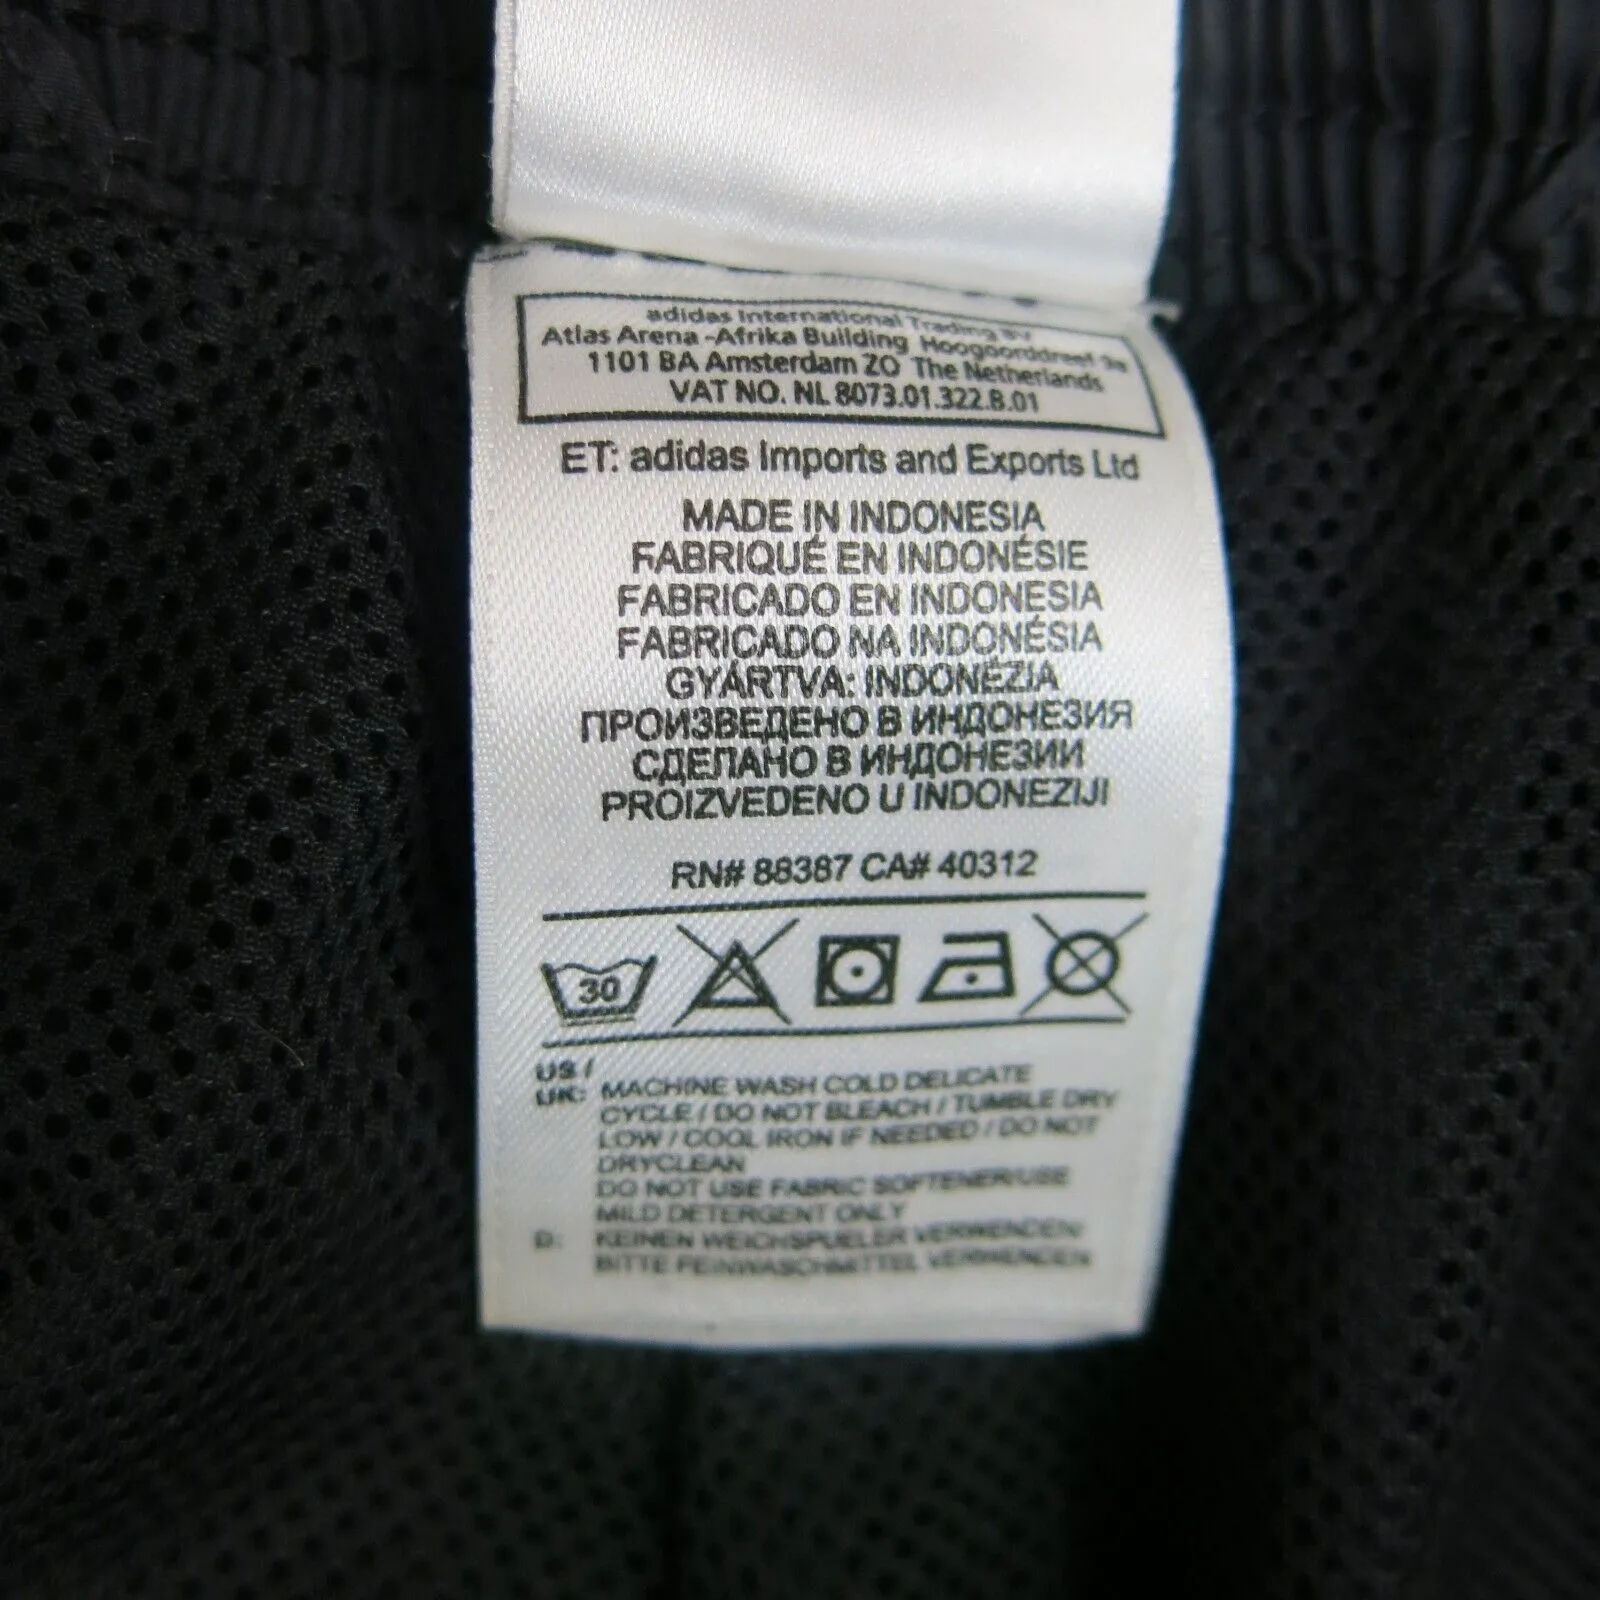 adidas International Trading BV
Atlas Arena -Afrika Building Hoogoorddreef 9a
1101 BA Amsterdam ZO The Netherlands
VAT NO. NL 8073.01.322.B.01
ET: adidas Imports and Exports Ltd
MADE IN INDONESIA
FABRIQUÉ EN INDONÉSIE
FABRICADO EN INDONESIA
FABRICADO NA INDONÉSIA
GYÁRTVA: INDONÉZIA
ПРОИЗВЕДЕНО В ИНДОНЕЗИЯ
СДЕЛАНО В ИНДОНЕЗИИ
PROIZVEDENO U INDONEZIJI
RN# 88387 CA# 40312
30
US /
UK: MACHINE WASH COLD DELICATE
CYCLE / DO NOT BLEACH / TUMBLE DRY
LOW / COOL IRON IF NEEDED / DO NOT
DRYCLEAN
DO NOT USE FABRIC SOFTENER/USE
MILD DETERGENT ONLY
D: KEINEN WEICHSPUELER VERWENDEN/
BITTE FEINWASCHMITTEL VERWENDEN